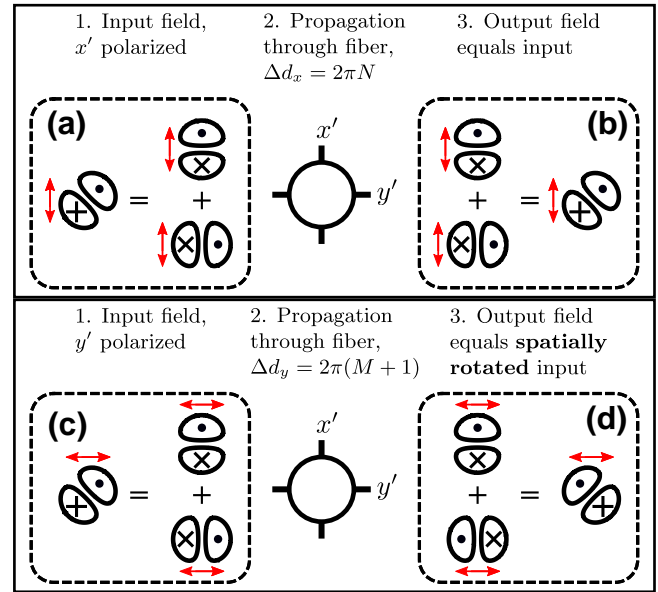 1. Input field,
x′ polarized
2. Propagation
through fiber,
Δd_x = 2πN
3. Output field
equals input
(a)
=
+
x′
y′
(b)
+
=
1. Input field,
y′ polarized
2. Propagation
through fiber,
Δd_y = 2π(M + 1)
3. Output field
equals spatially
rotated input
(c)
=
+
x′
y′
(d)
+
=